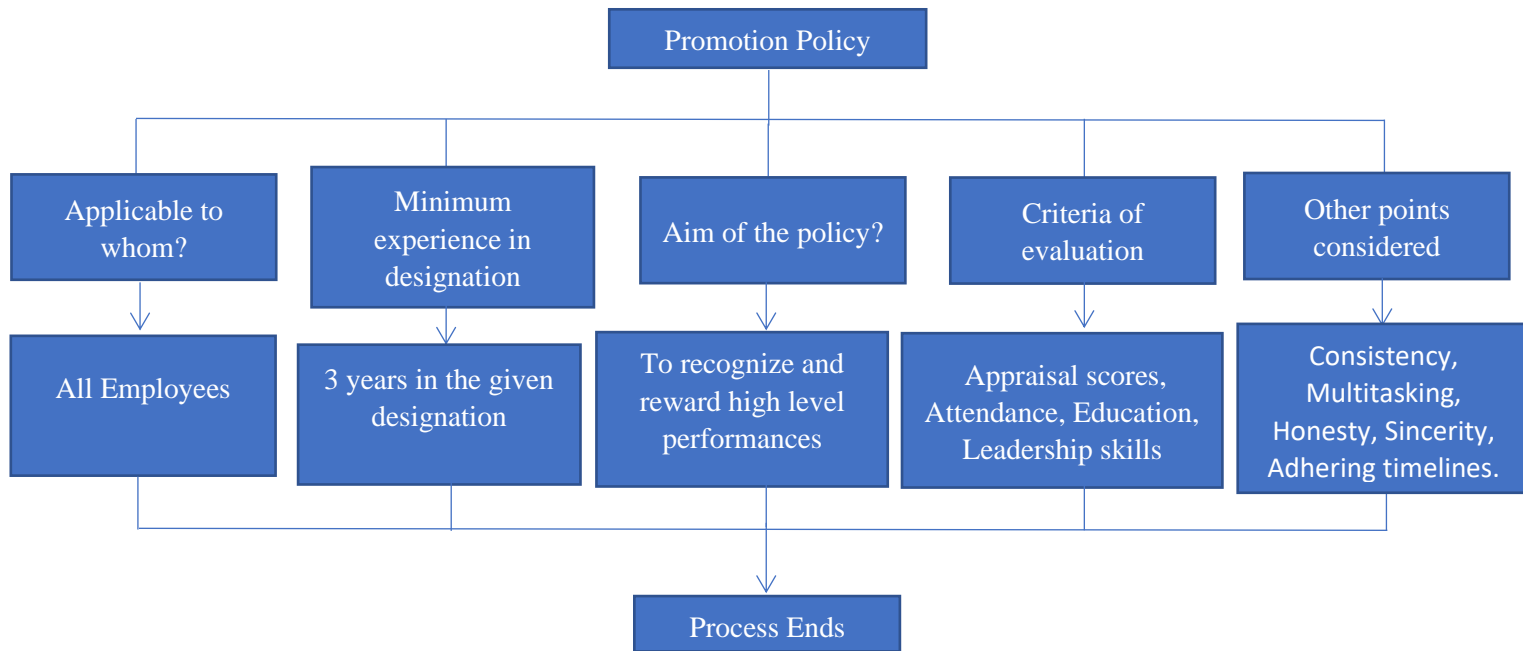 Promotion Policy
Applicable to
whom?
Minimum
experience in
designation
Aim of the policy?
Criteria of
evaluation
Other points
considered
All Employees
3 years in the given
designation
To recognize and
reward high level
performances
Appraisal scores,
Attendance, Education,
Leadership skills
Consistency,
Multitasking,
Honesty, Sincerity,
Adhering timelines.
Process Ends